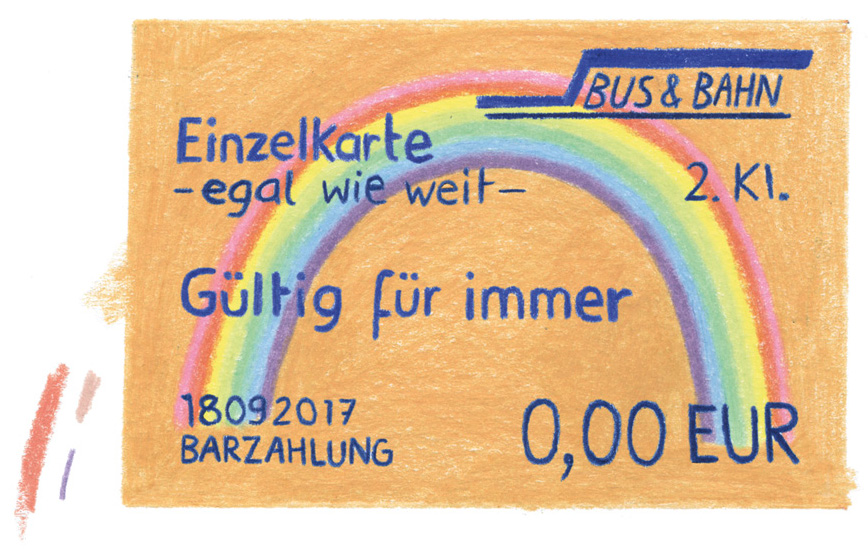 BUS & BAHN
Einzelkarte
-egal wie weit-
2. Kl.
Gültig für immer
18092017
BARZAHLUNG
0,00 EUR